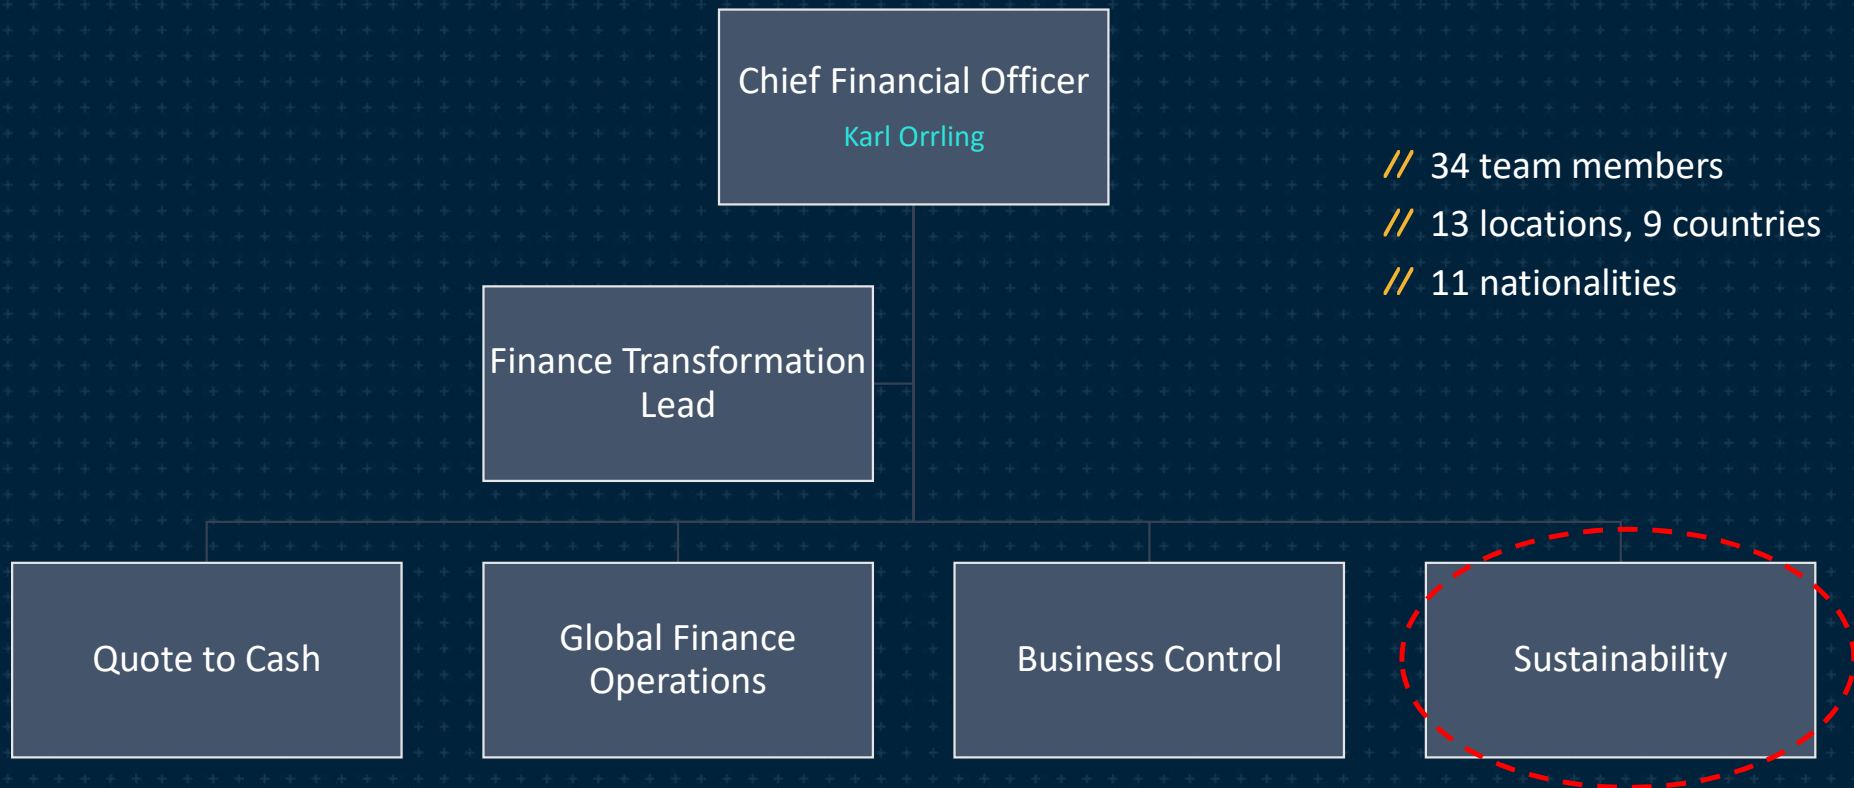 Chief Financial Officer
Karl Orrling
// 34 team members
// 13 locations, 9 countries
// 11 nationalities
Finance Transformation
Lead
Quote to Cash
Global Finance
Operations
Business Control
Sustainability